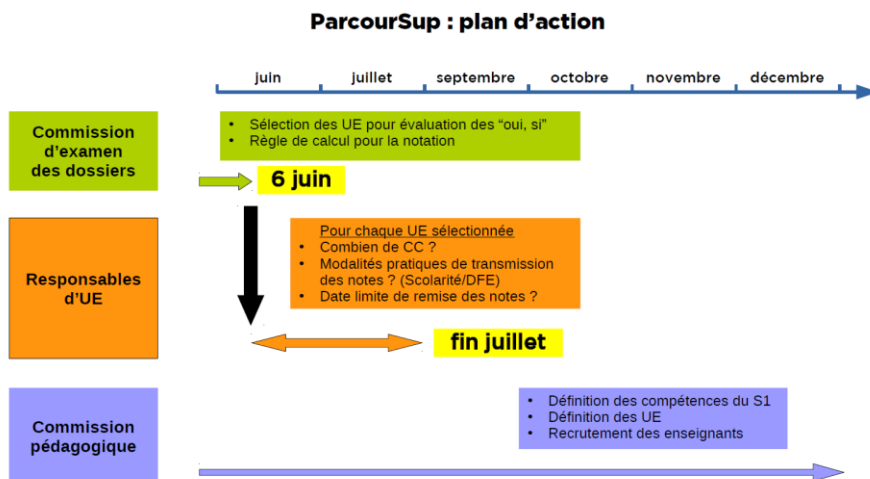 ParcourSup : plan d’action
juin juillet septembre octobre novembre décembre
Commission
d’examen
des dossiers
• Sélection des UE pour évaluation des “oui, si”
• Règle de calcul pour la notation
6 juin
Responsables
d’UE
Pour chaque UE sélectionnée
• Combien de CC ?
• Modalités pratiques de transmission
des notes ? (Scolarité/DFE)
• Date limite de remise des notes ?
fin juillet
Commission
pédagogique
• Définition des compétences du S1
• Définition des UE
• Recrutement des enseignants